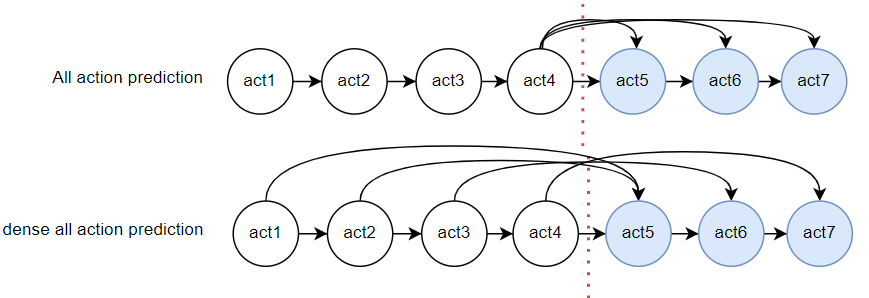 All action prediction
act1 act2 act3 act4 act5 act6 act7
dense all action prediction
act1 act2 act3 act4 act5 act6 act7